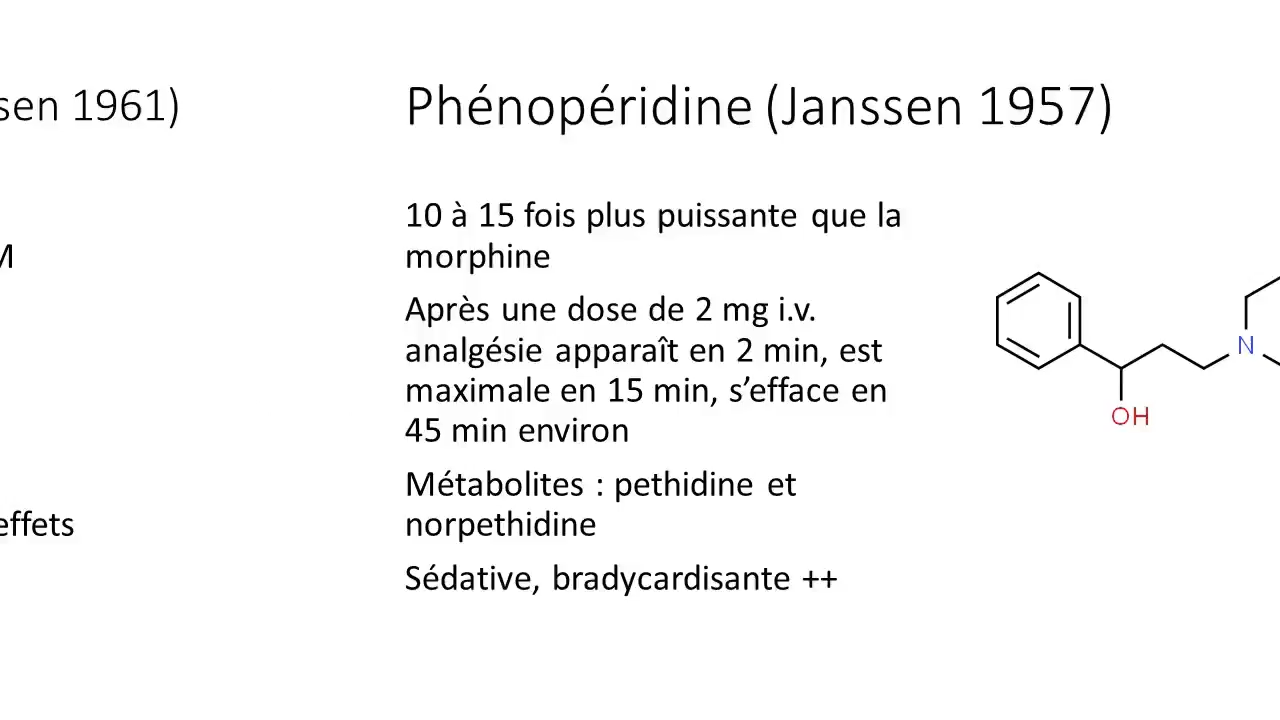 sen 1961)
Phénopéridine (Janssen 1957)
10 à 15 fois plus puissante que la
morphine
M
Après une dose de 2 mg i.v.
analgésie apparaît en 2 min, est
maximale en 15 min, s’efface en
45 min environ
Métabolites : pethidine et
norpethidine
effets
Sédative, bradycardisante ++
N
OH